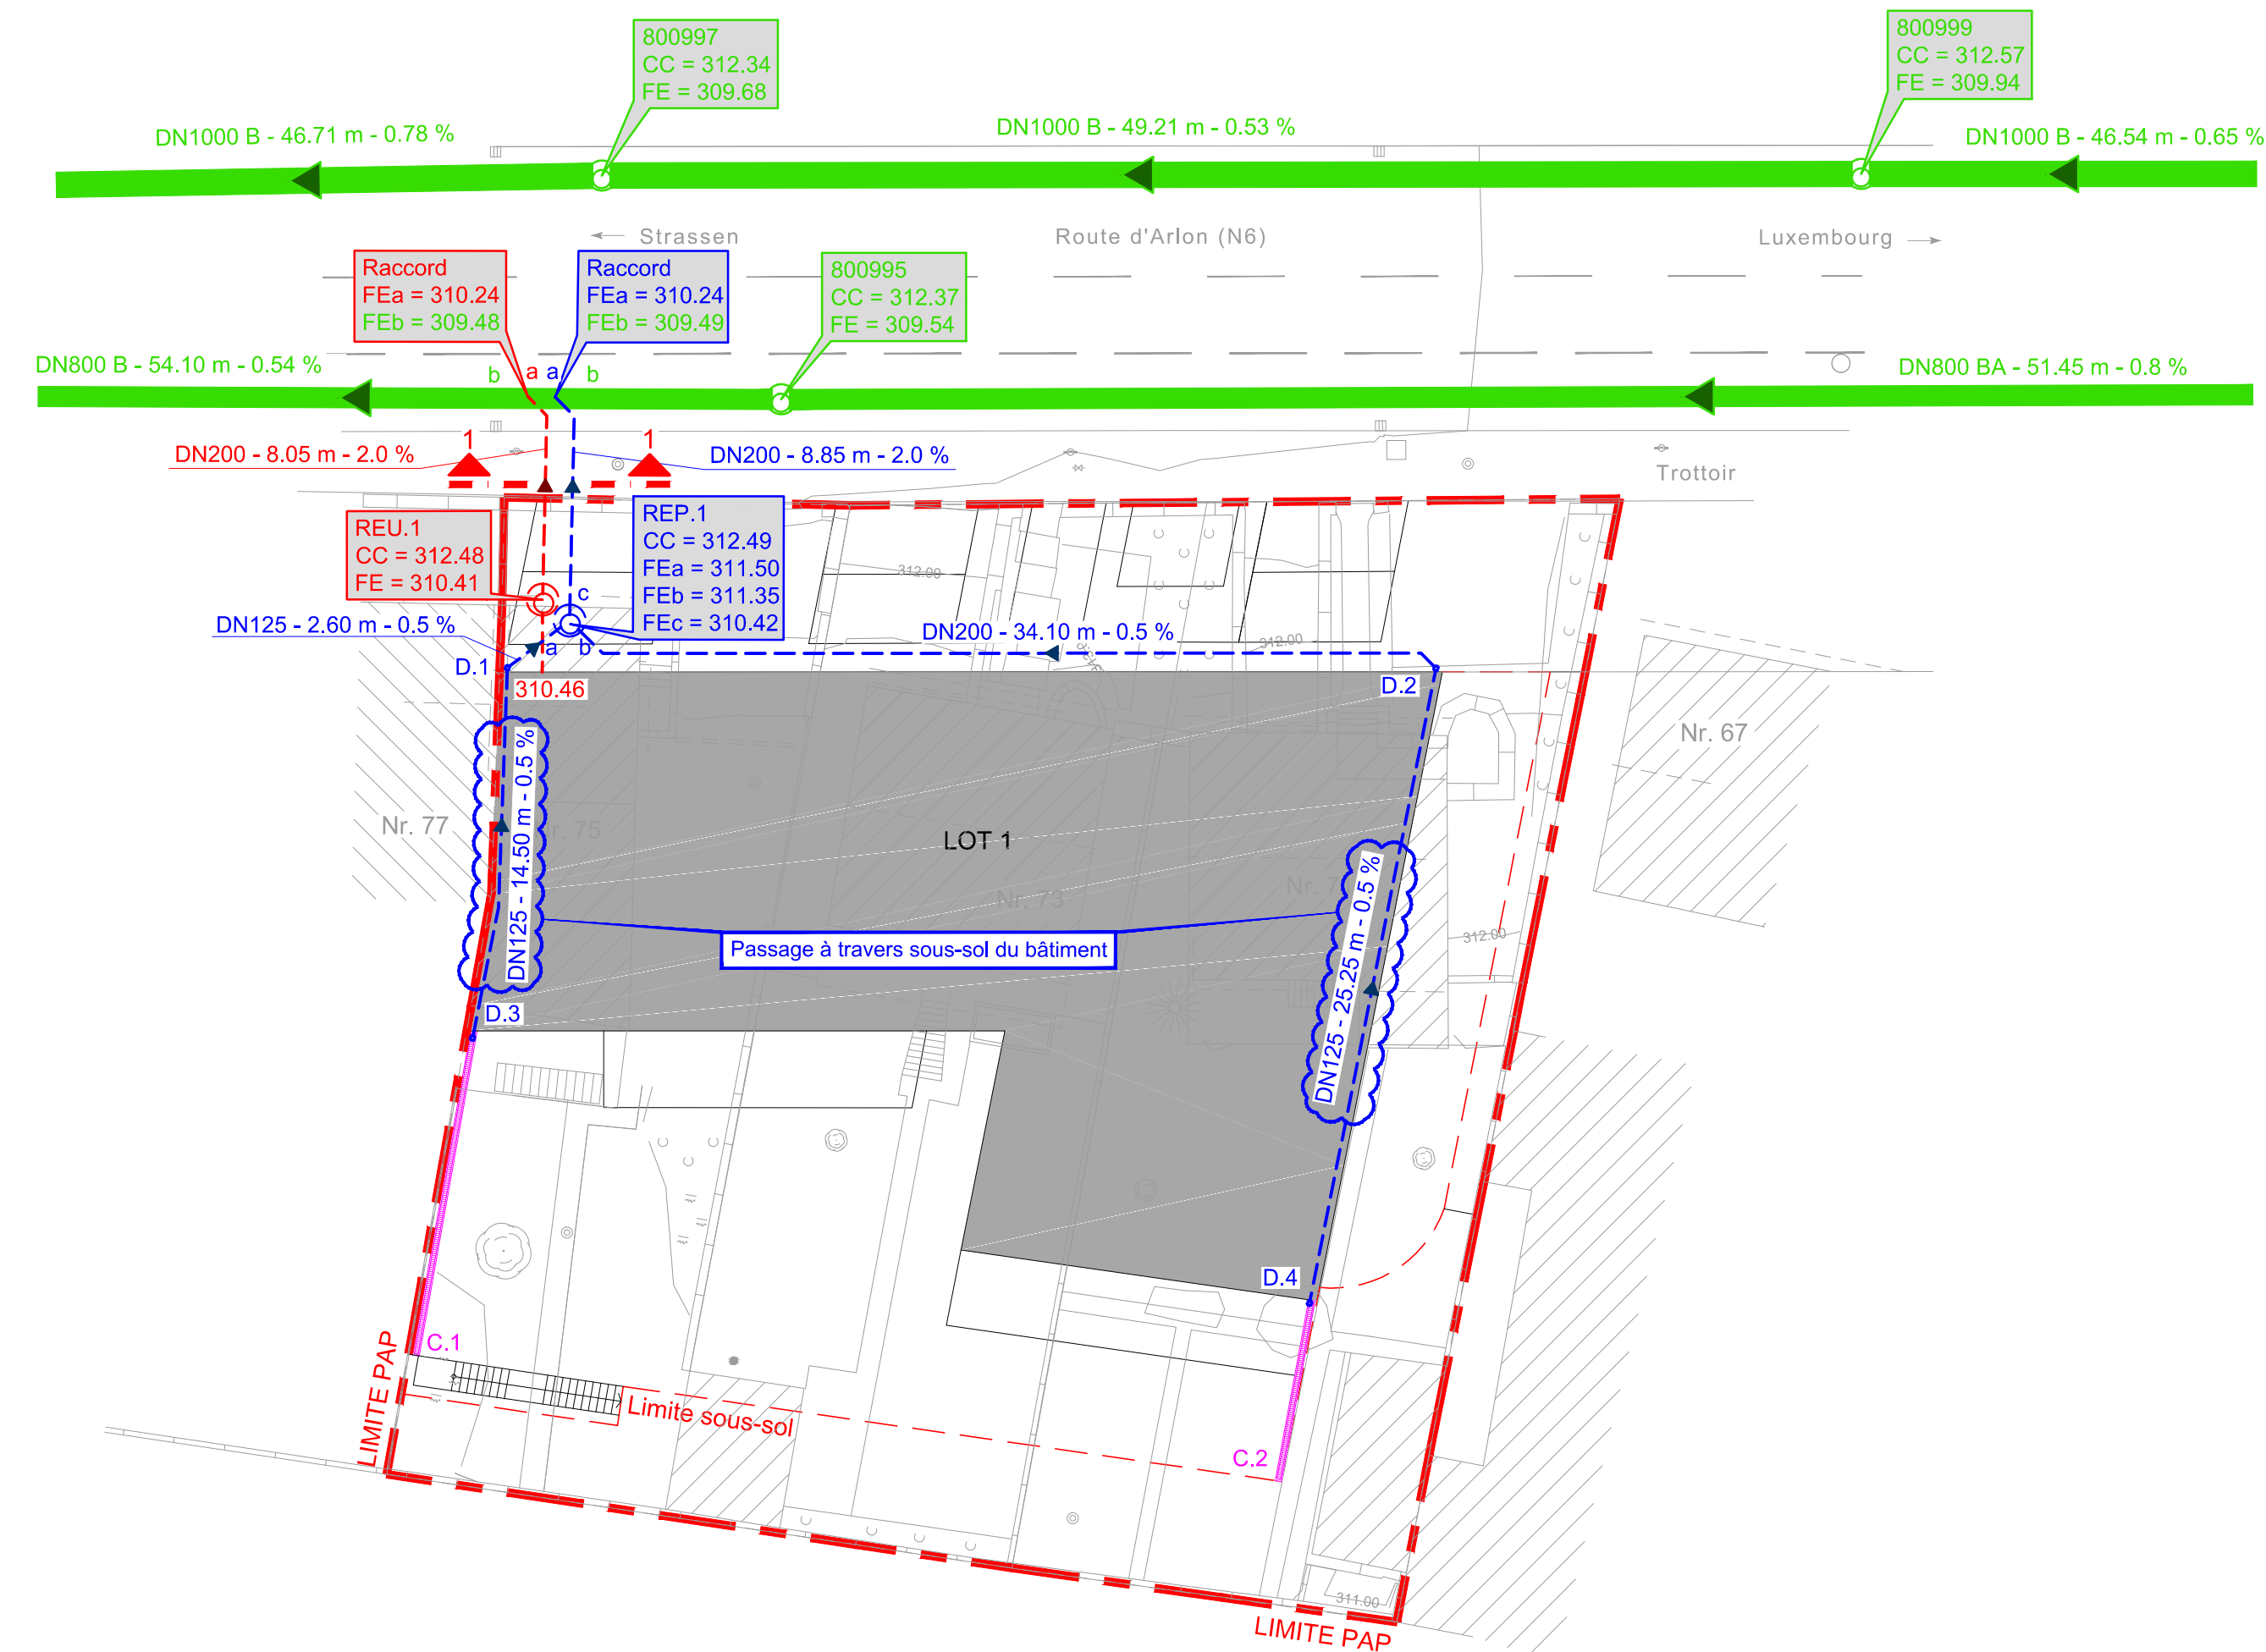 800997
CC = 312.34
FE = 309.68
800999
CC = 312.57
FE = 309.94
DN1000 B - 46.71 m - 0.78 %
DN1000 B - 49.21 m - 0.53 %
DN1000 B - 46.54 m - 0.65 %
Strassen
Route d'Arlon (N6)
Luxembourg
Raccord
FEa = 310.24
FEb = 309.48
Raccord
FEa = 310.24
FEb = 309.49
800995
CC = 312.37
FE = 309.54
DN800 B - 54.10 m - 0.54 %
b
a
a
b
DN800 BA - 51.45 m - 0.8 %
DN200 - 8.05 m - 2.0 %
1
1
DN200 - 8.85 m - 2.0 %
Trottoir
REU.1
CC = 312.48
FE = 310.41
REP.1
CC = 312.49
FEa = 311.50
FEb = 311.35
FEc = 310.42
312.00
c
DN125 - 2.60 m - 0.5 %
a
b
DN200 - 34.10 m - 0.5 %
312.00
D.1
310.46
D.2
Nr. 67
DN125 - 14.50 m - 0.5 %
Nr. 77
75
LOT 1
Nr. 73
Nr. 7
DN125 - 25.25 m - 0.5 %
312.00
Passage à travers sous-sol du bâtiment
D.3
D.4
C.1
LIMITE PAP
Limite sous-sol
C.2
311.00
LIMITE PAP